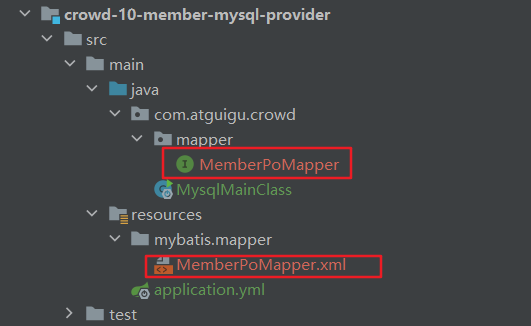 crowd-10-member-mysql-provider
src
main
java
com.atguigu.crowd
mapper
I MemberPoMapper
MysqlMainClass
resources
mybatis.mapper
MemberPoMapper.xml
application.yml
test